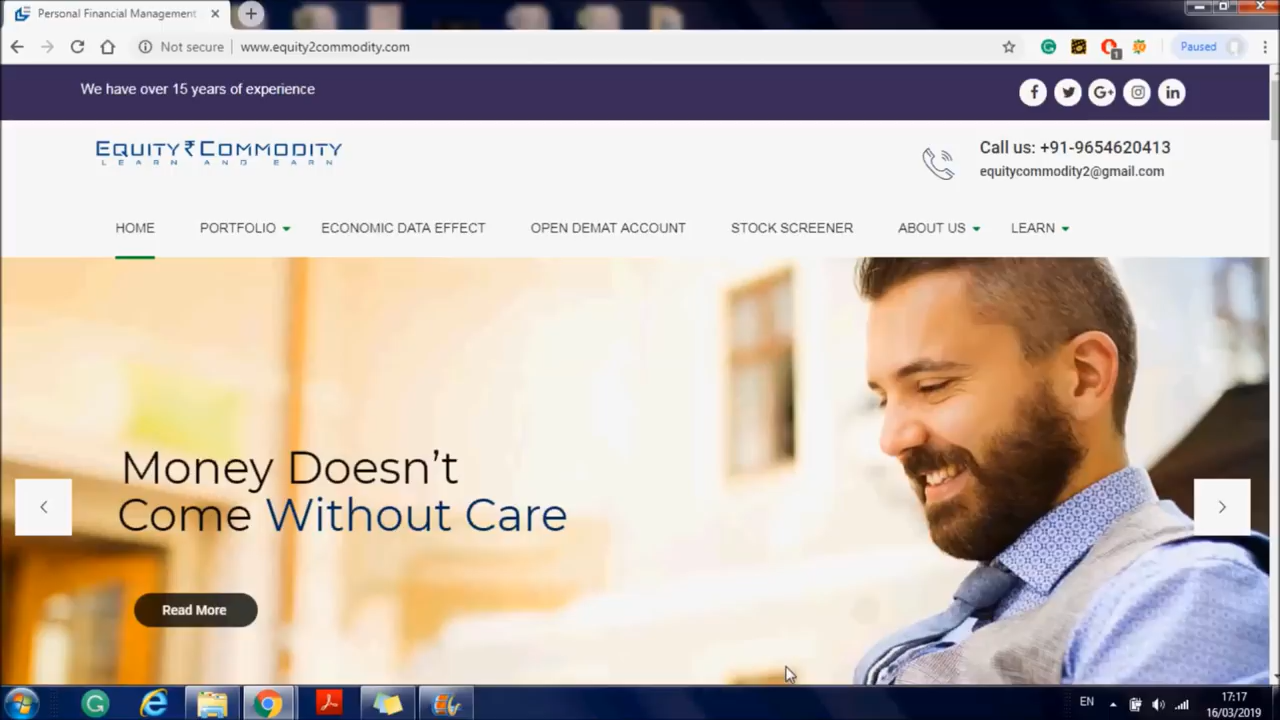 Personal Financial Management
Not secure
www.equity2commodity.com
Paused
1
We have over 15 years of experience
EQUITY₹COMMODITY
LEARN AND EARN
Call us: +91-9654620413
equitycommodity2@gmail.com
HOME PORTFOLIO ECONOMIC DATA EFFECT OPEN DEMAT ACCOUNT STOCK SCREENER ABOUT US LEARN
Money Doesn’t
Come Without Care
Read More
EN
17:17
16/03/2019